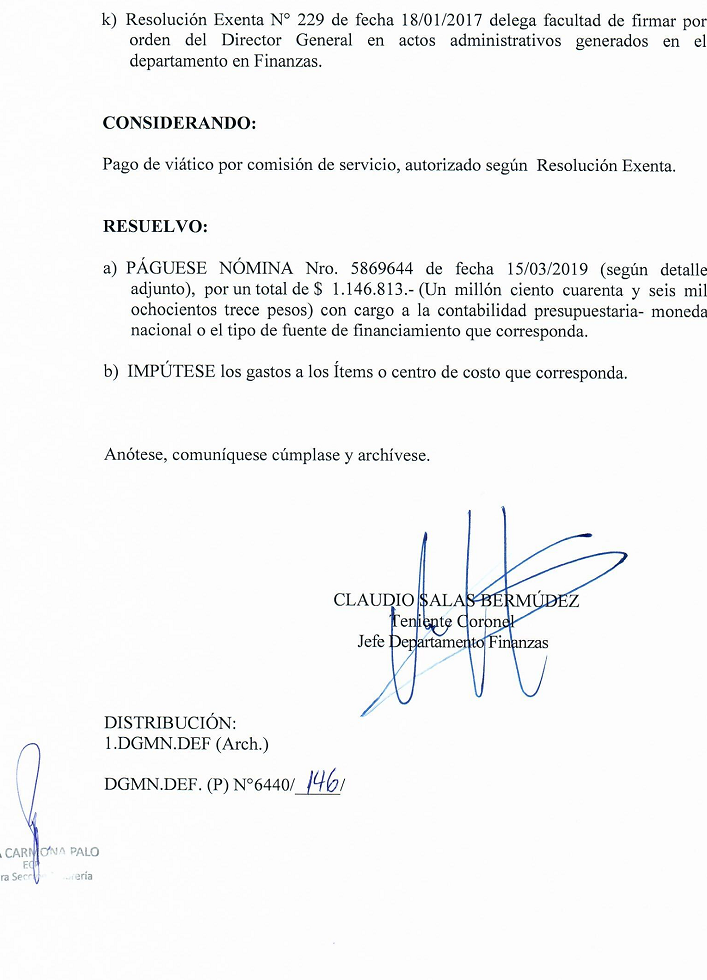 k) Resolución Exenta N° 229 de fecha 18/01/2017 delega facultad de firmar por
orden del Director General en actos administrativos generados en el
departamento en Finanzas.
CONSIDERANDO:
Pago de viático por comisión de servicio, autorizado según Resolución Exenta.
RESUELVO:
a) PÁGUESE NÓMINA Nro. 5869644 de fecha 15/03/2019 (según detalle
adjunto), por un total de $ 1.146.813.- (Un millón ciento cuarenta y seis mil
ochocientos trece pesos) con cargo a la contabilidad presupuestaria- moneda
nacional o el tipo de fuente de financiamiento que corresponda.
b) IMPÚTESE los gastos a los Ítems o centro de costo que corresponda.
Anótese, comuníquese cúmplase y archívese.
CLAUDIO SALAS BERMÚDEZ
Teniente Coronel
Jefe Departamento Finanzas
DISTRIBUCIÓN:
1.DGMN.DEF (Arch.)
DGMN.DEF. (P) N°6440/ 146 /
CARMONA PALO